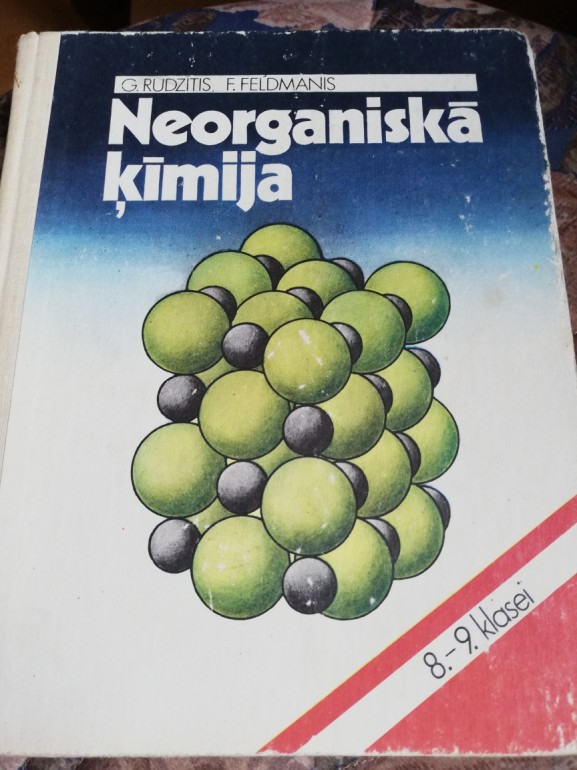 G. RUDZĪTIS, F. FELDMANIS
Neorganiskā
ķīmija
8.-9. klasei